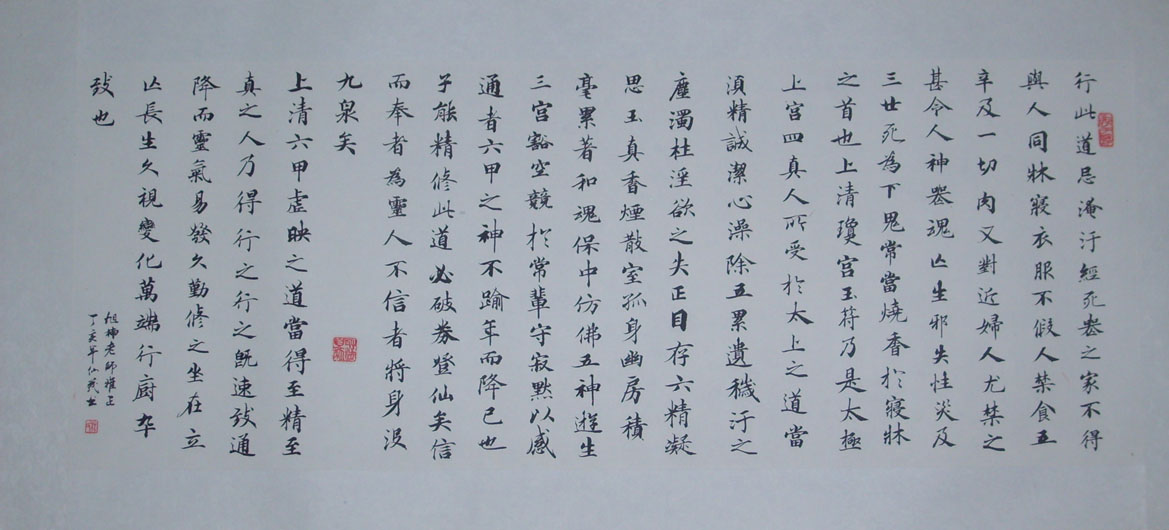 行此道忌淹汙經死喪之家不得
與人同牀寢衣服不假人禁食五
辛及一切肉又對近婦人尤禁之
甚令人神喪魂亡生邪失性災及
三世死為下鬼常當燒香於寢牀
之首也上清瓊宮玉符乃是太極
上宮四真人所受於太上之道當
須精誠潔心澡除五累遺穢汙之
塵濁杜淫欲之失正目存六精凝
思玉真香煙散室孤身幽房積
毫累著和魂保中仿佛五神遊生
三宮豁空競於常輩守寂默以感
通者六甲之神不踰年而降已也
子能精修此道必破券登仙矣信
而奉者為靈人不信者將身沒
九泉矣
上清六甲虛映之道當得至精至
真之人乃得行之行之既速致通
降而靈氣易發久勤修之坐在立
亡長生久視變化萬端行廚卒
致也
老師
丁亥年